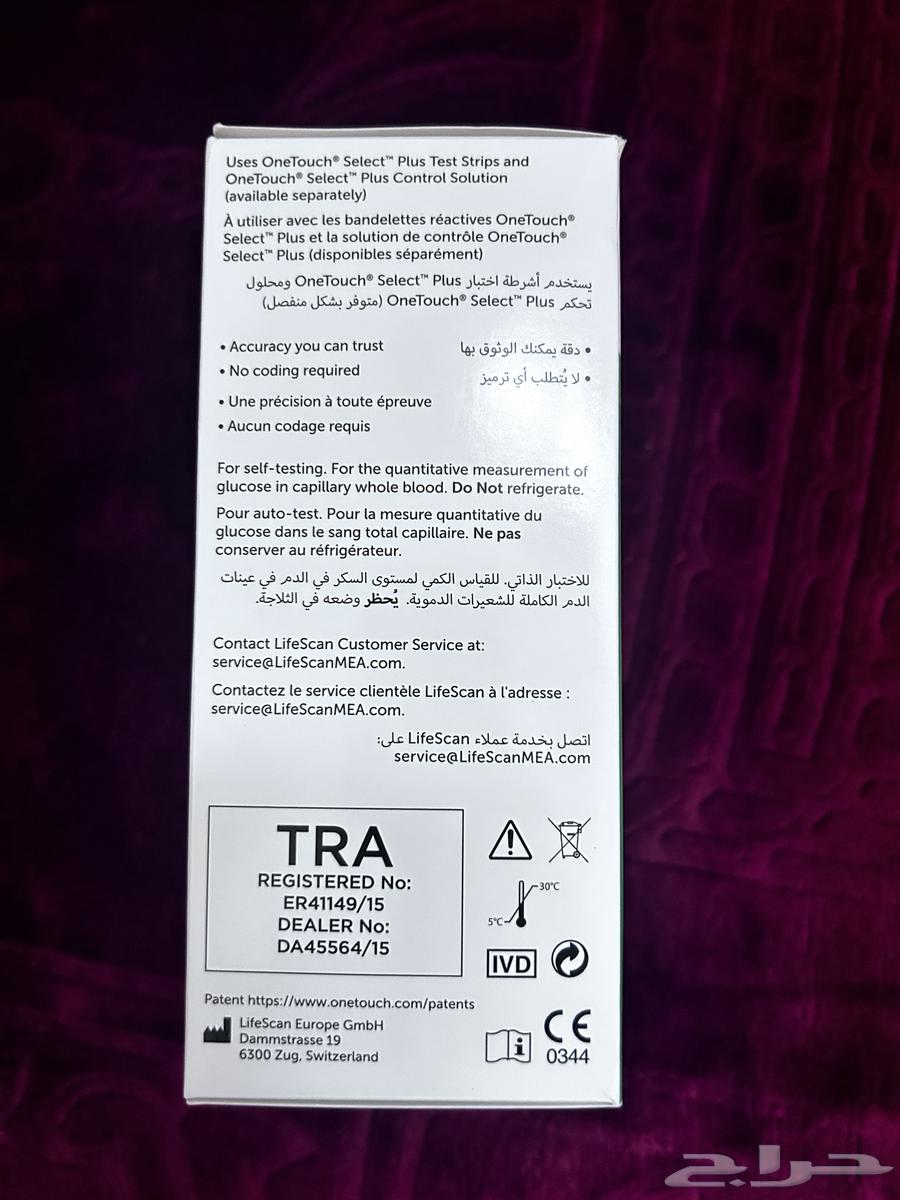 Uses OneTouch® Select™ Plus Test Strips and
OneTouch® Select™ Plus Control Solution
(available separately)
À utiliser avec les bandelettes réactives OneTouch®
Select™ Plus et la solution de contrôle OneTouch®
Select™ Plus (disponibles séparément)
يستخدم أشرطة اختبار OneTouch® Select™ Plus ومحلول
تحكم OneTouch® Select™ Plus (متوفر بشكل منفصل)
• Accuracy you can trust
• No coding required
• دقة يمكنك الوثوق بها
• لا يُتطلب أي ترميز
• Une précision à toute épreuve
• Aucun codage requis
For self-testing. For the quantitative measurement of
glucose in capillary whole blood. Do Not refrigerate.
Pour auto-test. Pour la mesure quantitative du
glucose dans le sang total capillaire. Ne pas
conserver au réfrigérateur.
للاختبار الذاتي. للقياس الكمي لمستوى السكر في الدم في عينات
الدم الكاملة للشعيرات الدموية. يُحظر وضعه في الثلاجة.
Contact LifeScan Customer Service at:
service@LifeScanMEA.com.
Contactez le service clientèle LifeScan à l'adresse :
service@LifeScanMEA.com.
اتصل بخدمة عملاء LifeScan على:
service@LifeScanMEA.com
TRA
REGISTERED No:
ER41149/15
DEALER No:
DA45564/15
30°C
5°C
IVD
Patent https://www.onetouch.com/patents
LifeScan Europe GmbH
Dammstrasse 19
6300 Zug, Switzerland
CE
0344
حراج